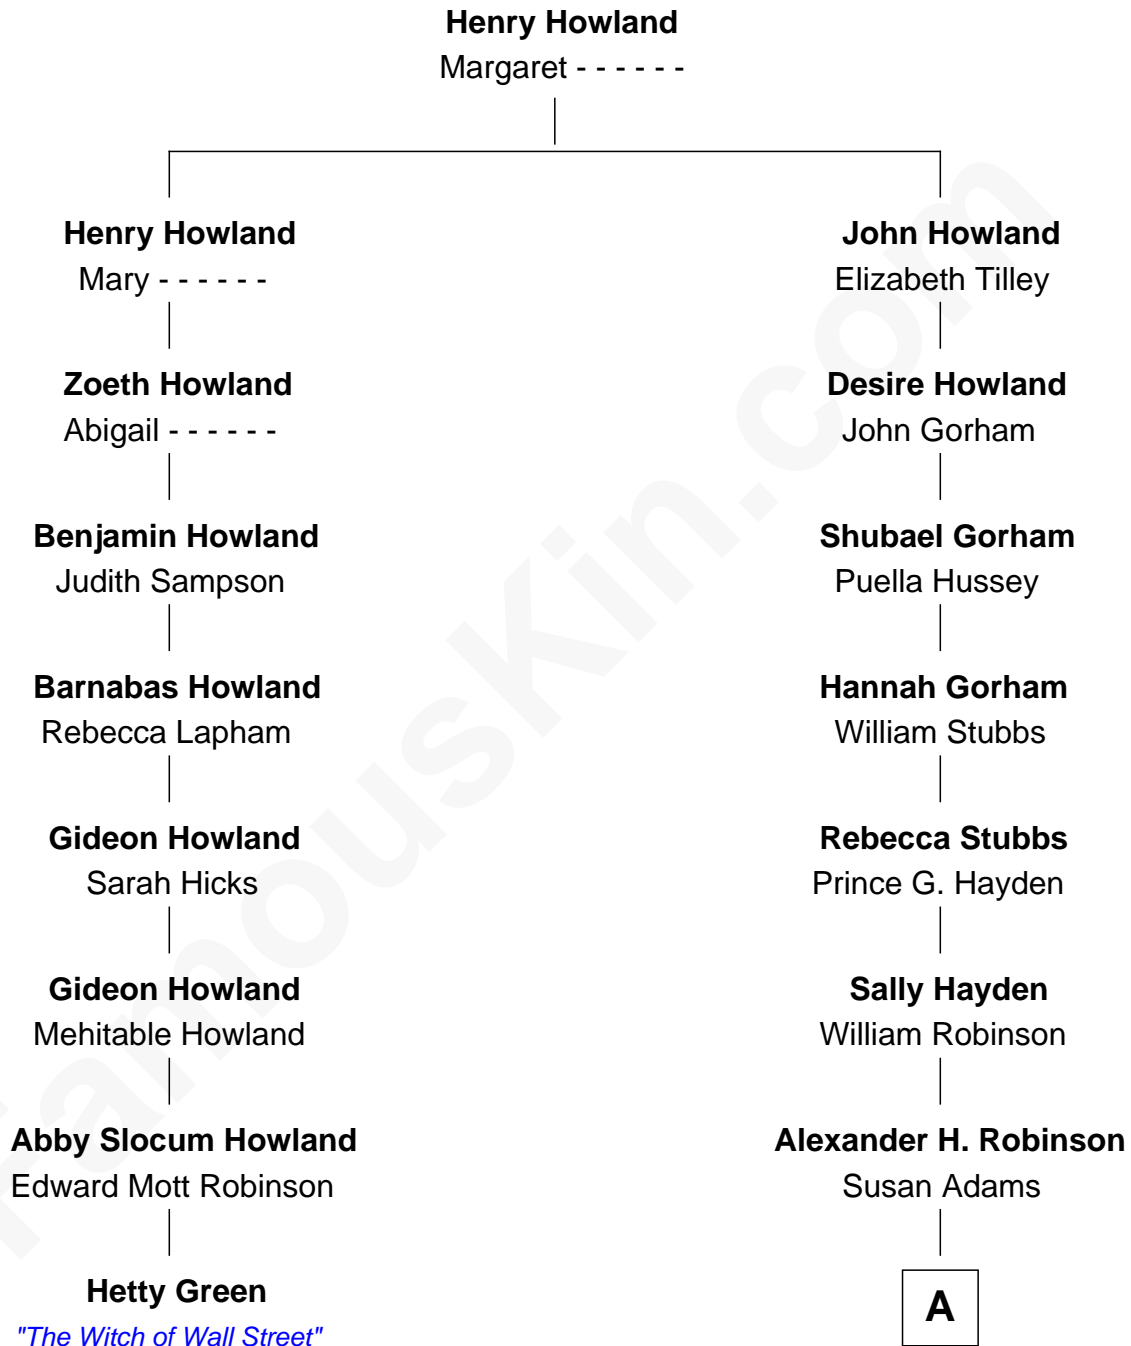 Henry Howland
Margaret - - - - - -
Henry Howland
Mary - - - - - -
John Howland
Elizabeth Tilley
Zoeth Howland
Abigail - - - - - -
Desire Howland
John Gorham
Benjamin Howland
Judith Sampson
Shubael Gorham
Puella Hussey
Barnabas Howland
Rebecca Lapham
Hannah Gorham
William Stubbs
Gideon Howland
Sarah Hicks
Rebecca Stubbs
Prince G. Hayden
Gideon Howland
Mehitable Howland
Sally Hayden
William Robinson
Abby Slocum Howland
Edward Mott Robinson
Alexander H. Robinson
Susan Adams
Hetty Green
"The Witch of Wall Street"
A
FamousKin.com